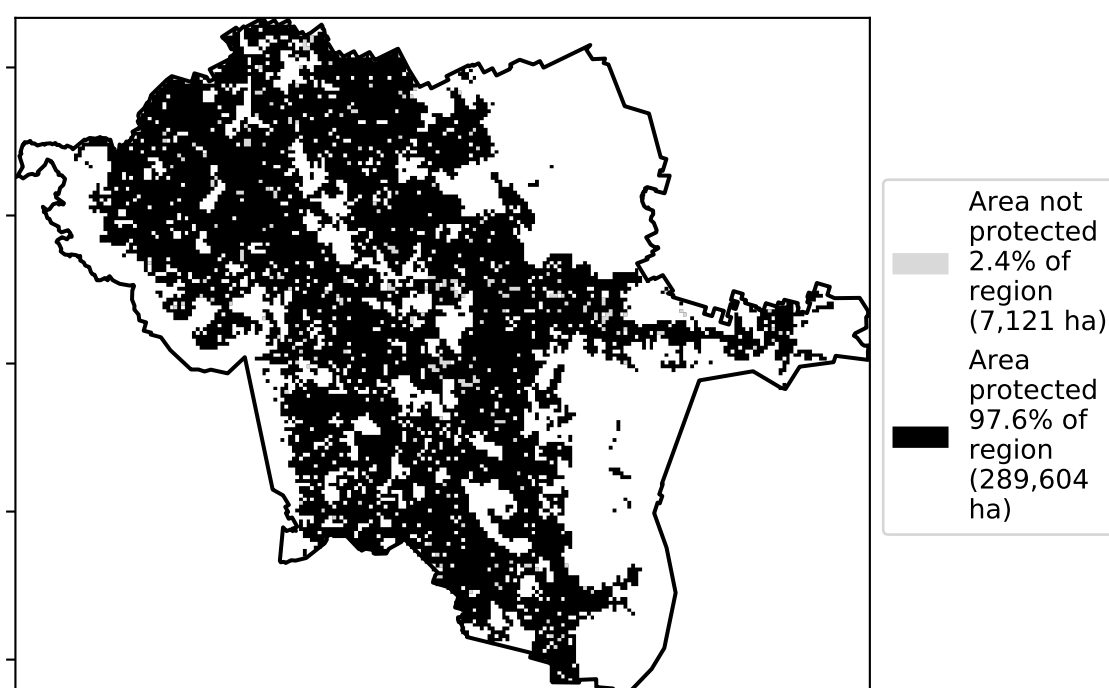 Area not
protected
2.4% of
region
(7,121 ha)
Area
protected
97.6% of
region
(289,604
ha)